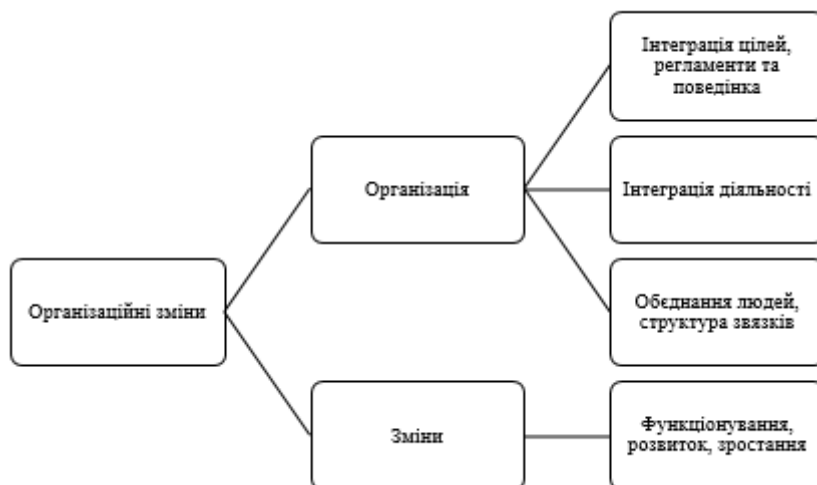 Інтеграція цілей,
регламенти та
поведінка
Організація
Інтеграція діяльності
Організаційні зміни
Обєднання людей,
структура звязків
Зміни
Функціонування,
розвиток, зростання